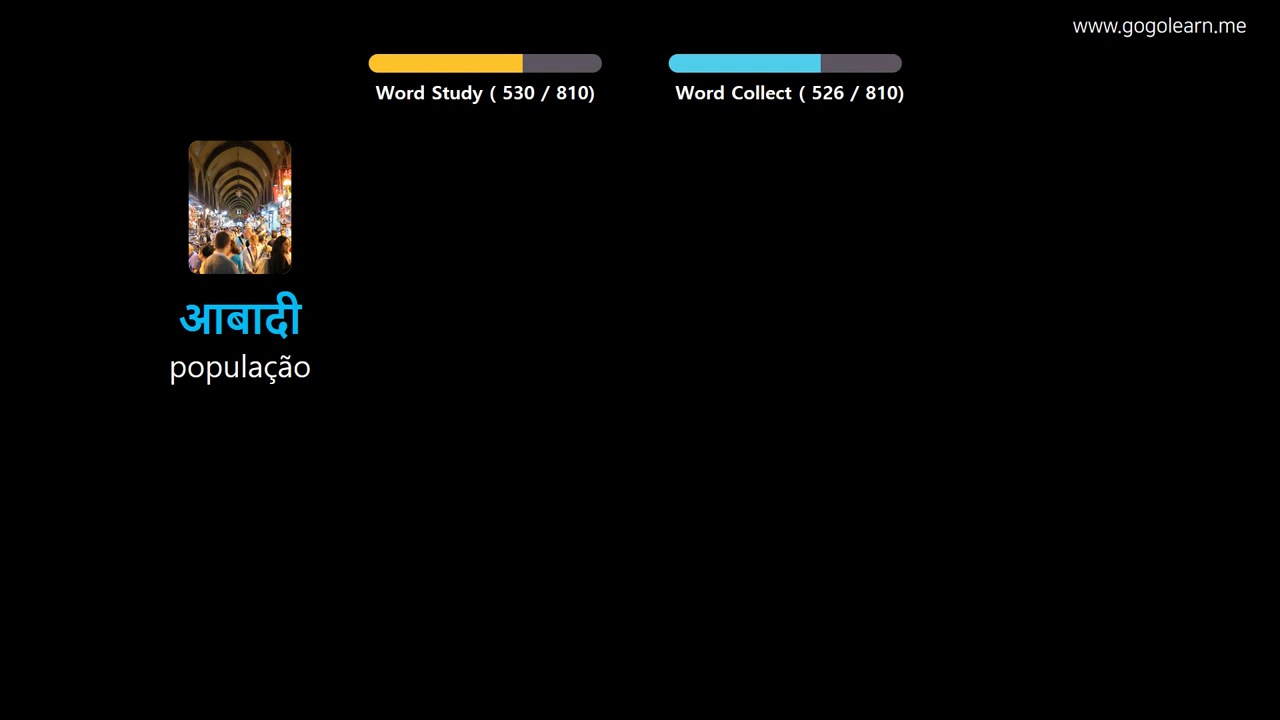 www.gogolearn.me
Word Study ( 530 / 810)
Word Collect ( 526 / 810)
आबादी
população